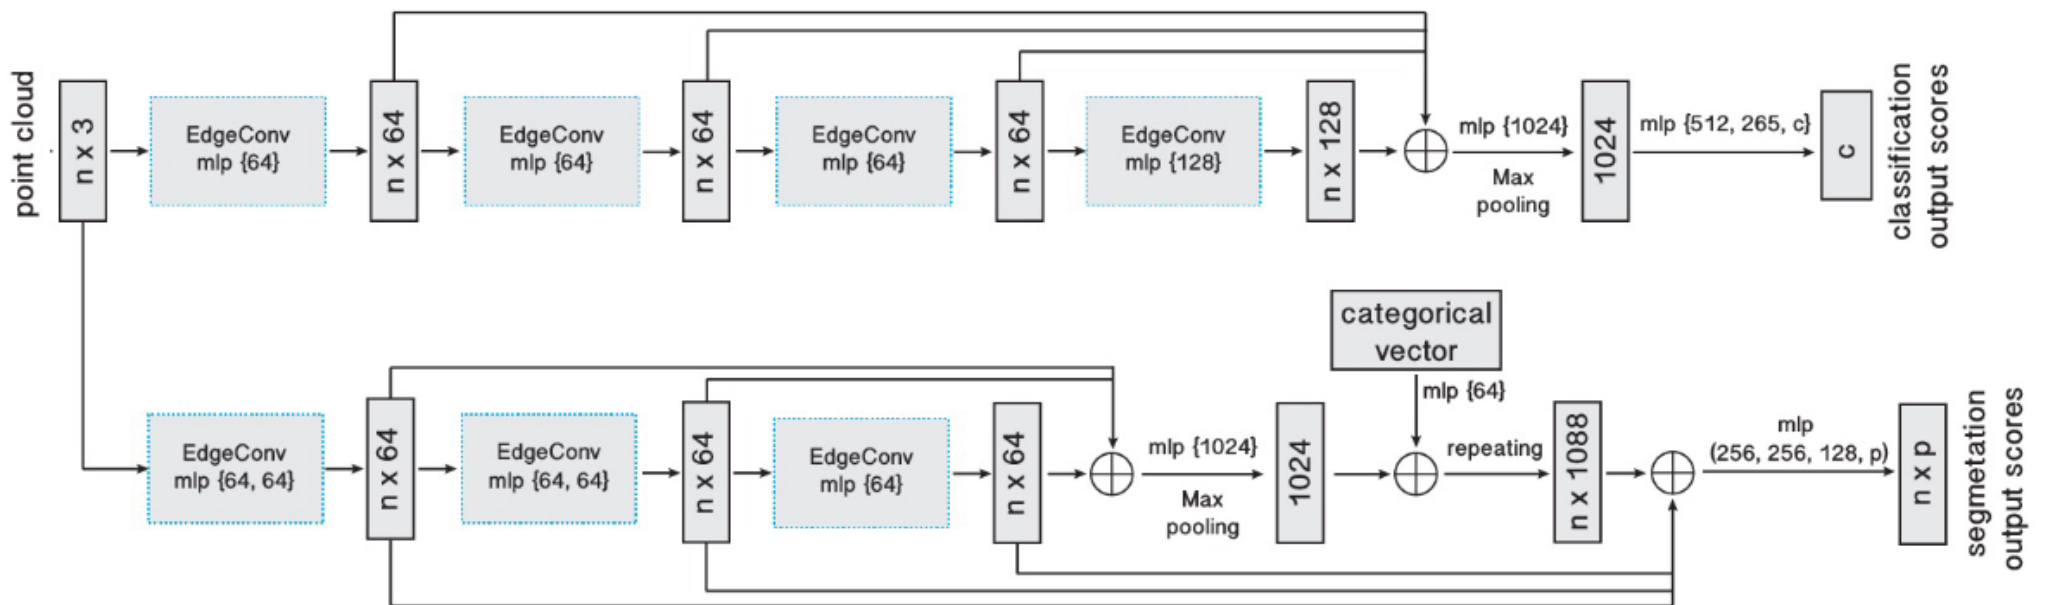 point cloud
n x 3
EdgeConv
mlp {64}
n x 64
EdgeConv
mlp {64}
n x 64
EdgeConv
mlp {64}
n x 64
EdgeConv
mlp {128}
n x 128
mlp {1024}
Max
pooling
1024
mlp {512, 265, c}
c
classification
output scores
EdgeConv
mlp {64, 64}
n x 64
EdgeConv
mlp {64, 64}
n x 64
EdgeConv
mlp {64}
n x 64
mlp {1024}
Max
pooling
1024
categorical
vector
mlp {64}
repeating
n x 1088
mlp
(256, 256, 128, p)
n x p
segmetation
output scores